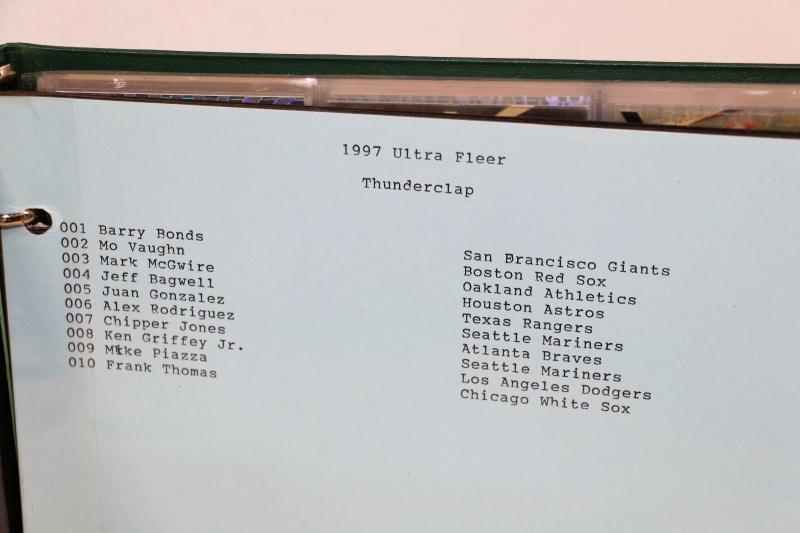 1997 Ultra Fleer
Thunderclap
001 Barry Bonds San Francisco Giants
002 Mo Vaughn Boston Red Sox
003 Mark McGwire Oakland Athletics
004 Jeff Bagwell Houston Astros
005 Juan Gonzalez Texas Rangers
006 Alex Rodriguez Seattle Mariners
007 Chipper Jones Atlanta Braves
008 Ken Griffey Jr. Seattle Mariners
009 Mike Piazza Los Angeles Dodgers
010 Frank Thomas Chicago White Sox